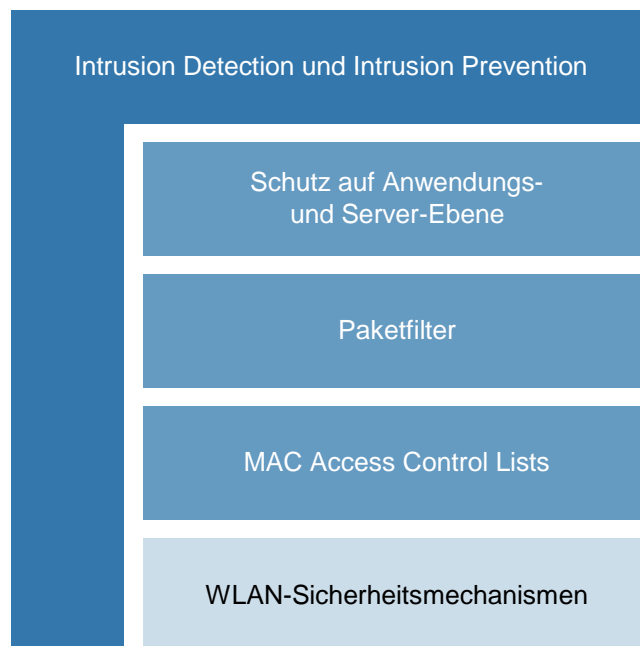 Intrusion Detection und Intrusion Prevention
Schutz auf Anwendungs-
und Server-Ebene
Paketfilter
MAC Access Control Lists
WLAN-Sicherheitsmechanismen